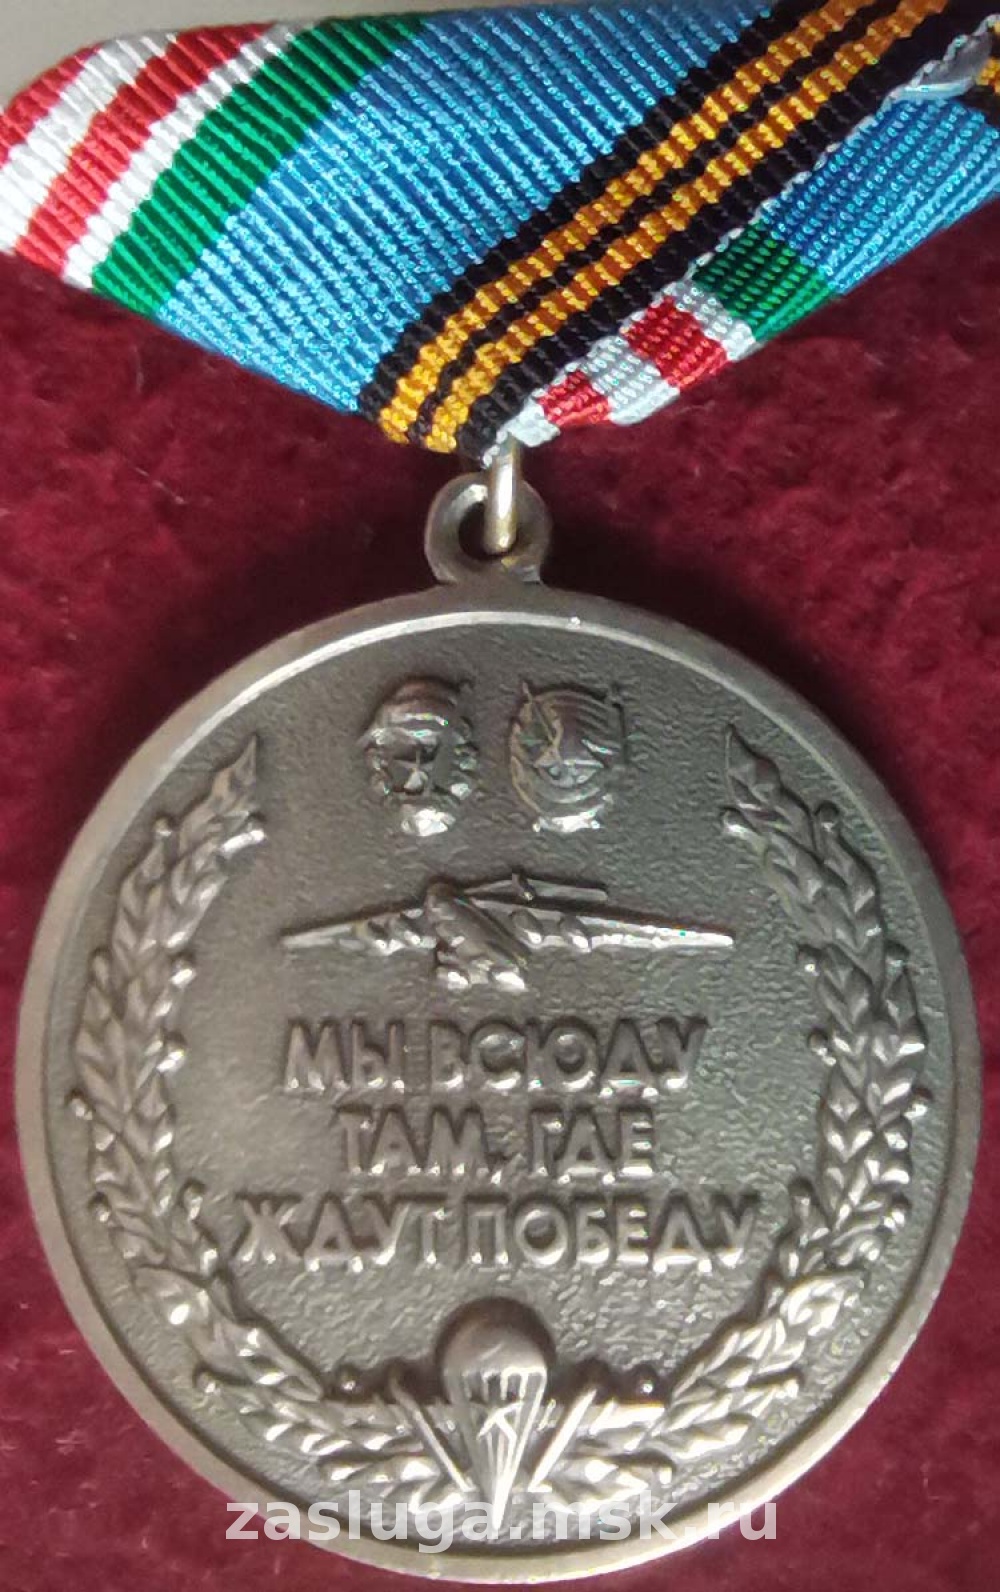 МЫ ВСЮДУ
ТАМ, ГДЕ
ЖДУТ ПОБЕДУ
zasluga.msk.ru